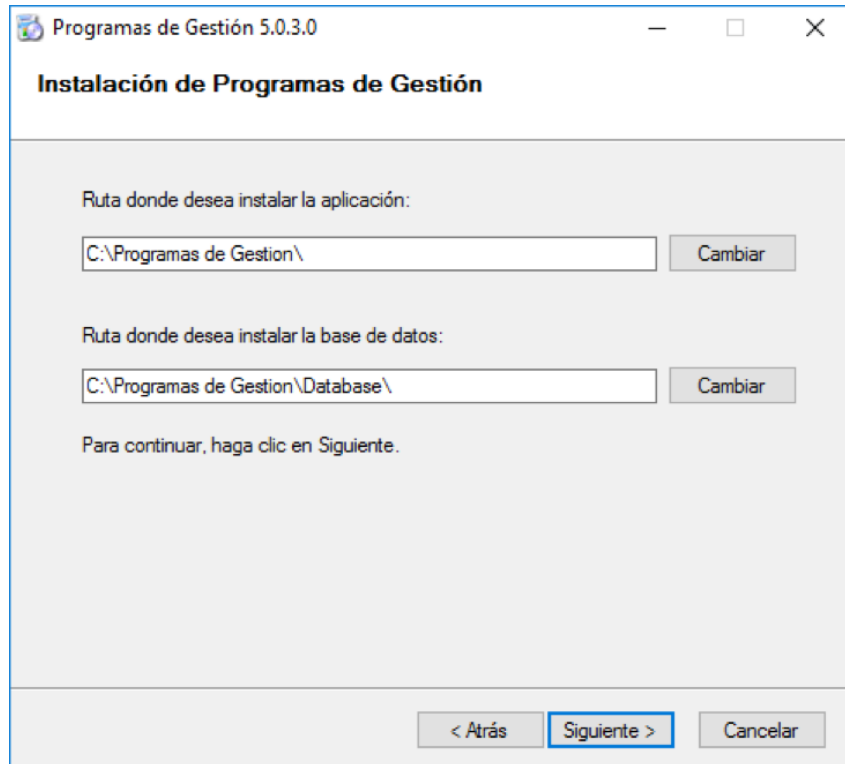 Programas de Gestión 5.0.3.0
Instalación de Programas de Gestión
Ruta donde desea instalar la aplicación:
C:\Programas de Gestion\ Cambiar
Ruta donde desea instalar la base de datos:
C:\Programas de Gestion\Database\ Cambiar
Para continuar, haga clic en Siguiente.
< Atrás Siguiente > Cancelar